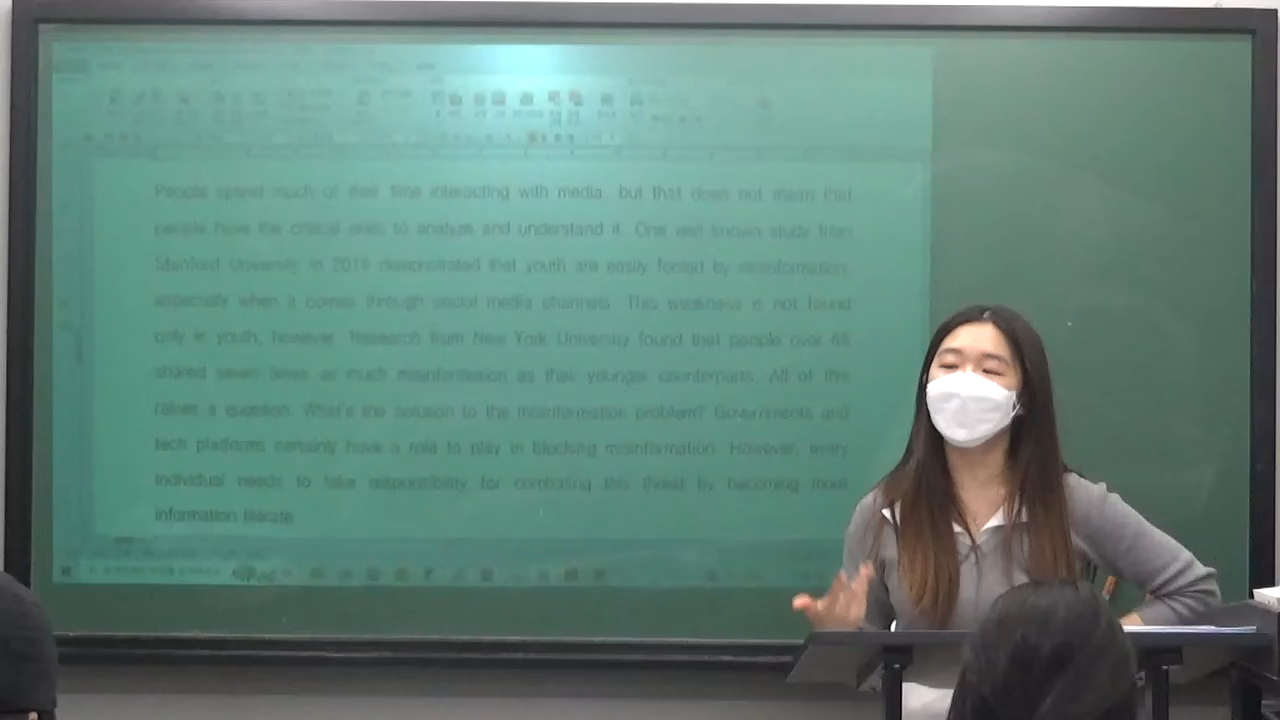 People spend much of their time interacting with media, but that does not mean that
people have the critical skills to analyze and understand it. One well known study from
Stanford University in 2016 demonstrated that youth are easily fooled by misinformation,
especially when it comes through social media channels. This weakness is not found
only in youth, however. Research from New York University found that people over 65
shared seven times as much misinformation as their younger counterparts. All of this
raises a question: What's the solution to the misinformation problem? Governments and
tech platforms certainly have a role to play in blocking misinformation. However, every
individual needs to take responsibility for combating this threat by becoming more
information literate.